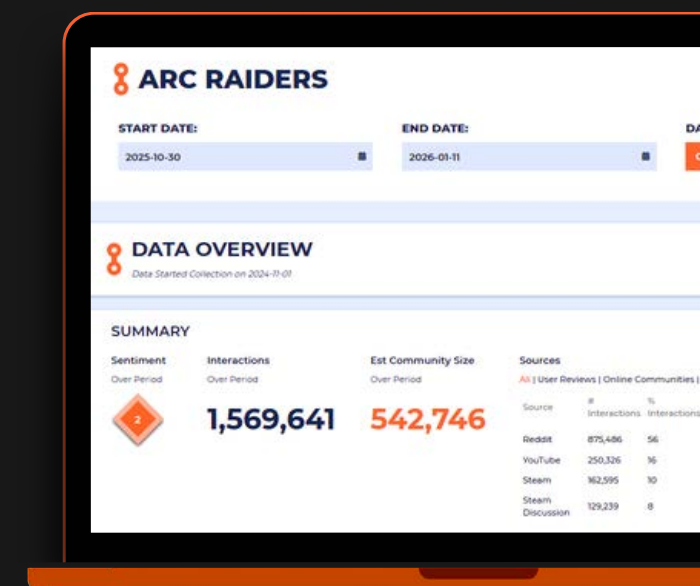 ARC RAIDERS
START DATE:
END DATE:
DA
2025-10-30
2026-01-11
DATA OVERVIEW
Data Started Collection on 2024-11-01
SUMMARY
Sentiment
Interactions
Est Community Size
Sources
Over Period
Over Period
Over Period
All | User Reviews | Online Communities |
2
1,569,641
542,746
Source
# Interactions
% Interactions
Reddit 875,486 56
YouTube 250,326 16
Steam 162,595 10
Steam
Discussion 129,239 8